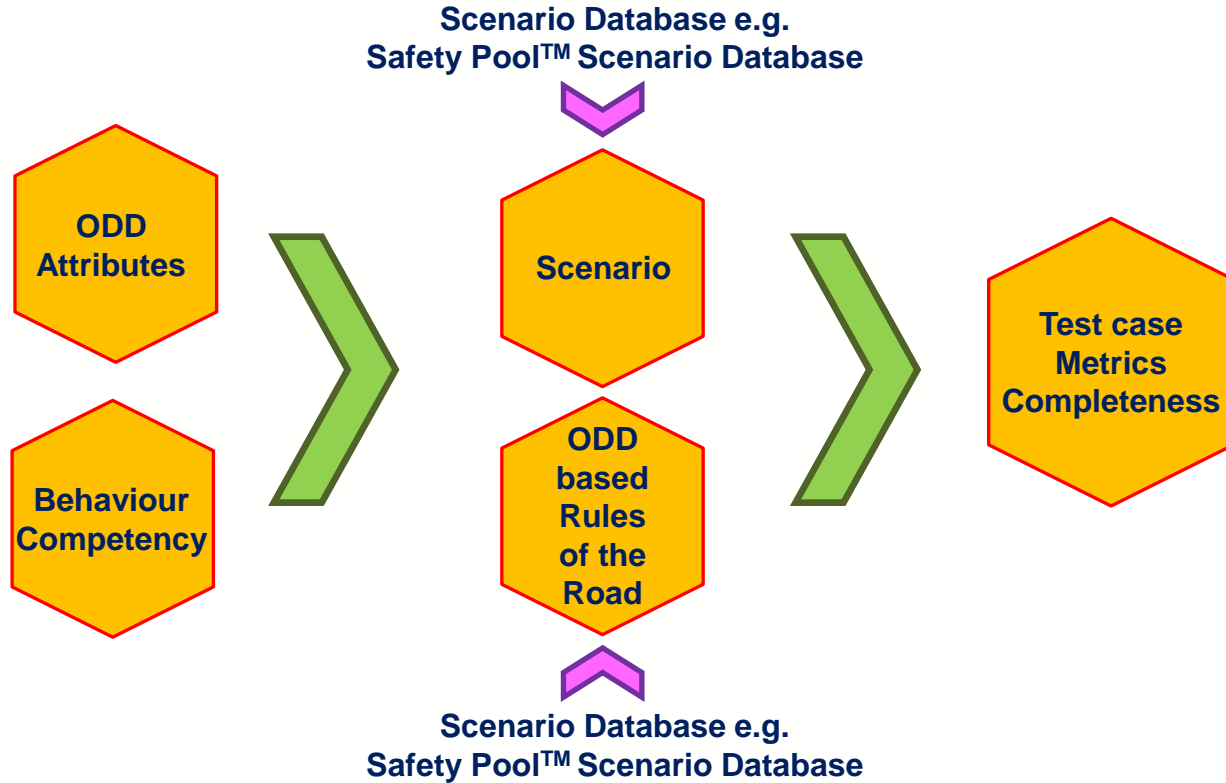 Scenario Database e.g.
Safety Pool™ Scenario Database
ODD
Attributes
Behaviour
Competency
Scenario
ODD
based
Rules
of the
Road
Test case
Metrics
Completeness
Scenario Database e.g.
Safety Pool™ Scenario Database